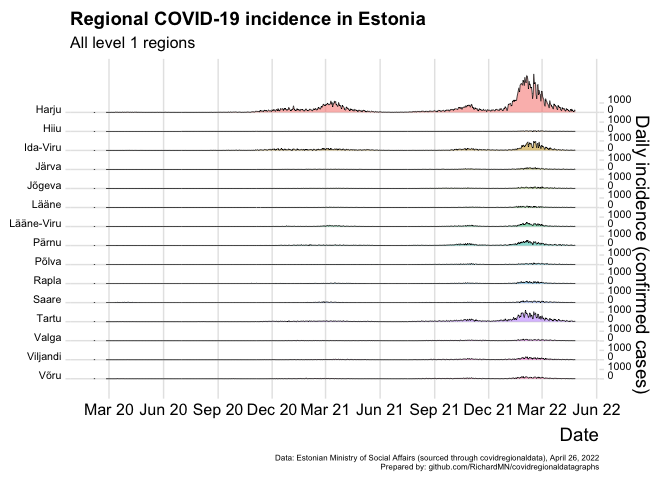 Regional COVID-19 incidence in Estonia
All level 1 regions
Harju
Hiiu
Ida-Viru
Järva
Jõgeva
Lääne
Lääne-Viru
Pärnu
Põlva
Rapla
Saare
Tartu
Valga
Viljandi
Võru
1000
0
1000
0
1000
0
1000
0
1000
0
1000
0
1000
0
1000
0
1000
0
1000
0
1000
0
1000
0
1000
0
1000
0
1000
0
Daily incidence (confirmed cases)
Mar 20 Jun 20 Sep 20 Dec 20 Mar 21 Jun 21 Sep 21 Dec 21 Mar 22 Jun 22
Date
Data: Estonian Ministry of Social Affairs (sourced through covidregionaldata), April 26, 2022
Prepared by: github.com/RichardMN/covidregionaldatagraphs